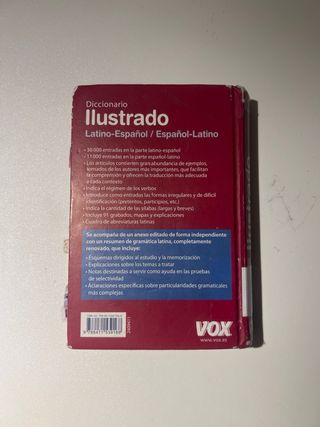 Diccionario
Ilustrado
Latino-Español / Español-Latino
• 30 000 entradas en la parte latino-español
• 11 000 entradas en la parte español-latino
• Los artículos contienen gran abundancia de ejemplos,
tomados de los autores más importantes, que facilitan
la comprensión y ofrecen la traducción más adecuada
a cada contexto
• Indica el régimen de los verbos
• Introduce como entradas las formas irregulares y de difícil
identificación (pretéritos, participios, etc.)
• Indica la cantidad de las sílabas (largas y breves)
• Incluye 91 grabados, mapas y explicaciones
• Cuadro de abreviaturas latinas
Se acompaña de un anexo editado de forma independiente
con un resumen de gramática latina, completamente
renovado, que incluye:
• Esquemas dirigidos al estudio y la memorización
• Explicaciones sobre los temas a tratar
• Notas destinadas a servir como ayuda en las pruebas
de selectividad
• Aclaraciones específicas sobre particularidades gramaticales
más complejas
VOX
www.vox.es